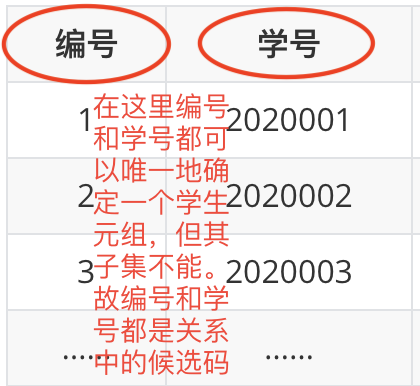 编号 学号
1 2020001
2 2020002
3 2020003
…… ……
在这里编号
和学号都可
以唯一地确
定一个学生
元组，但其
子集不能。
故编号和学
号都是关系
中的候选码